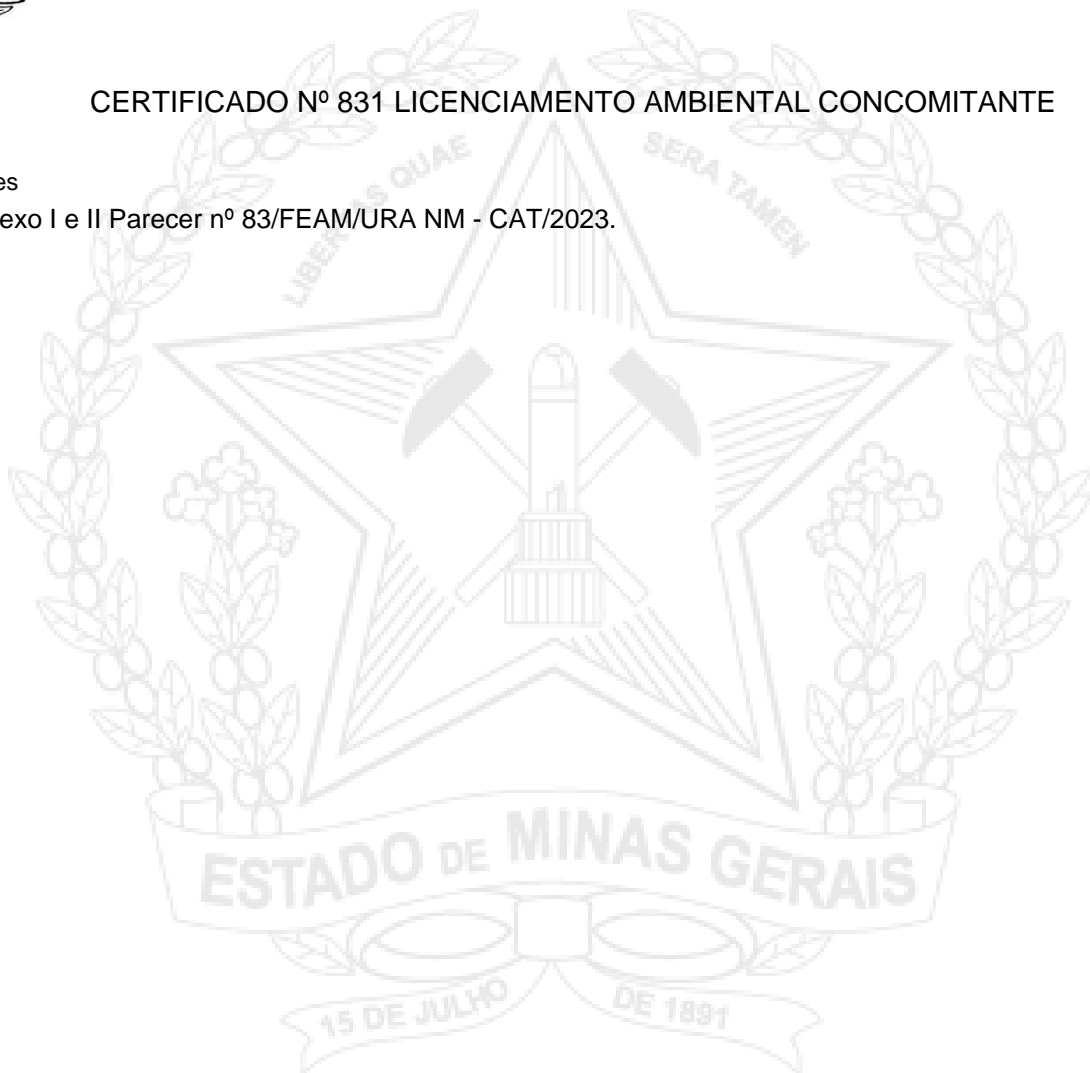 CERTIFICADO Nº 831 LICENCIAMENTO AMBIENTAL CONCOMITANTE
es
exo I e II Parecer nº 83/FEAM/URA NM - CAT/2023.
LIBERTAS QUAE SERA TAMEN
ESTADO DE MINAS GERAIS
15 DE JULHO DE 1891